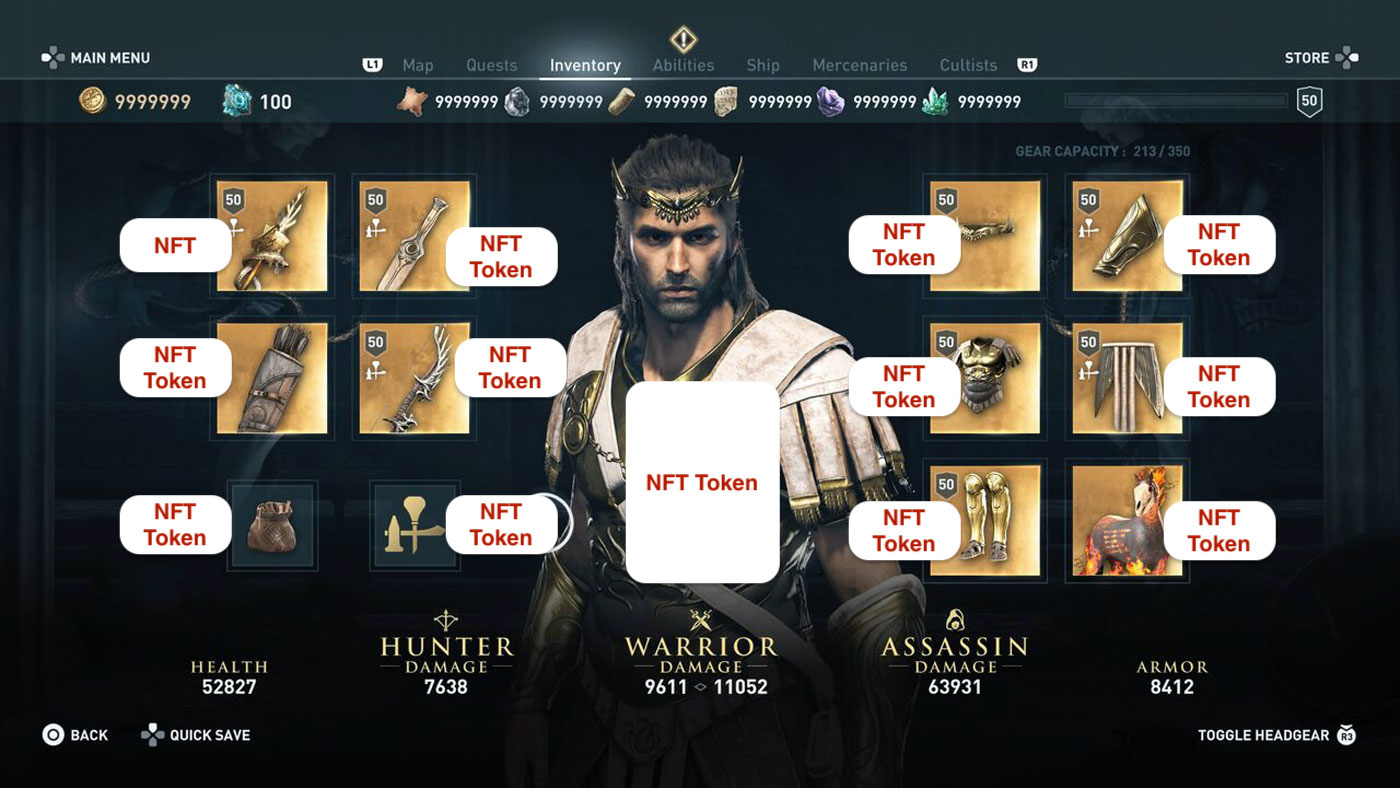 MAIN MENU
L1 Map Quests Inventory Abilities Ship Mercenaries Cultists R1
STORE
9999999 100 9999999 9999999 9999999 9999999 9999999 9999999 50
GEAR CAPACITY : 213 / 350
50 50 50 50
NFT
NFT
Token
NFT
Token
NFT
Token
50 50 50
NFT
Token
NFT
Token
NFT
Token
NFT
Token
NFT Token
50
NFT
Token
NFT
Token
NFT
Token
NFT
Token
HUNTER
DAMAGE
7638
WARRIOR
DAMAGE
9611 11052
ASSASSIN
DAMAGE
63931
HEALTH
52827
ARMOR
8412
BACK
QUICK SAVE
TOGGLE HEADGEAR R3